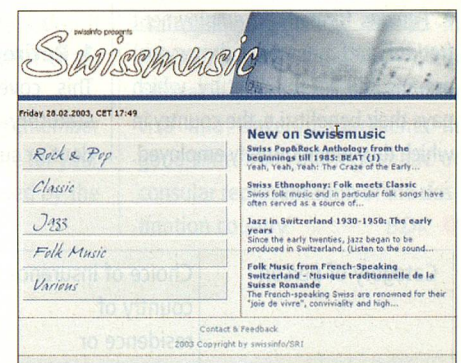 swissinfo presents
Swissmusic
Friday 28.02.2003, CET 17:49
Rock & Pop
Classic
Jazz
Folk Music
Various
New on Swissmusic
Swiss Pop&Rock Anthology from the
beginnings till 1985: BEAT (1)
Yeah, Yeah, Yeah: The Craze of the Early...
Swiss Ethnophony: Folk meets Classic
Swiss folk music and in particular folk songs have
often served as a source of...
Jazz in Switzerland 1930-1950: The early
years
Since the early twenties, jazz began to be
produced in Switzerland. (Listen to the sound...
Folk Music from French-Speaking
Switzerland - Musique traditionnelle de la
Suisse Romande
The French-speaking Swiss are renowned for their
"joie de vivre", conviviality and high...
Contact & Feedback
2003 Copyright by swissinfo/SRI